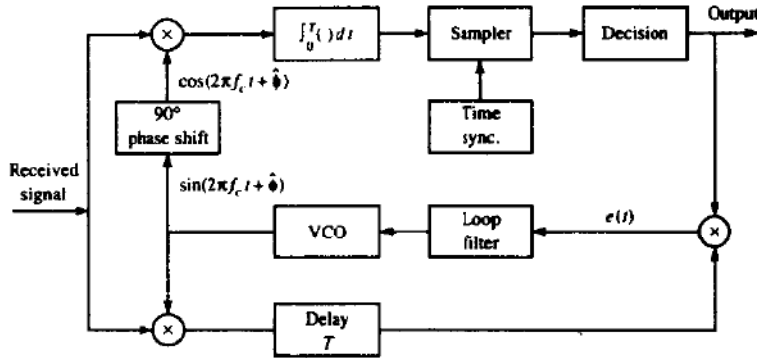 Output
×
∫₀ᵀ( ) dt
Sampler
Decision
cos(2πf_c t + ϕ̂)
90°
phase shift
Time
sync.
Received
signal
sin(2πf_c t + ϕ̂)
VCO
Loop
filter
e(t)
×
×
Delay
T